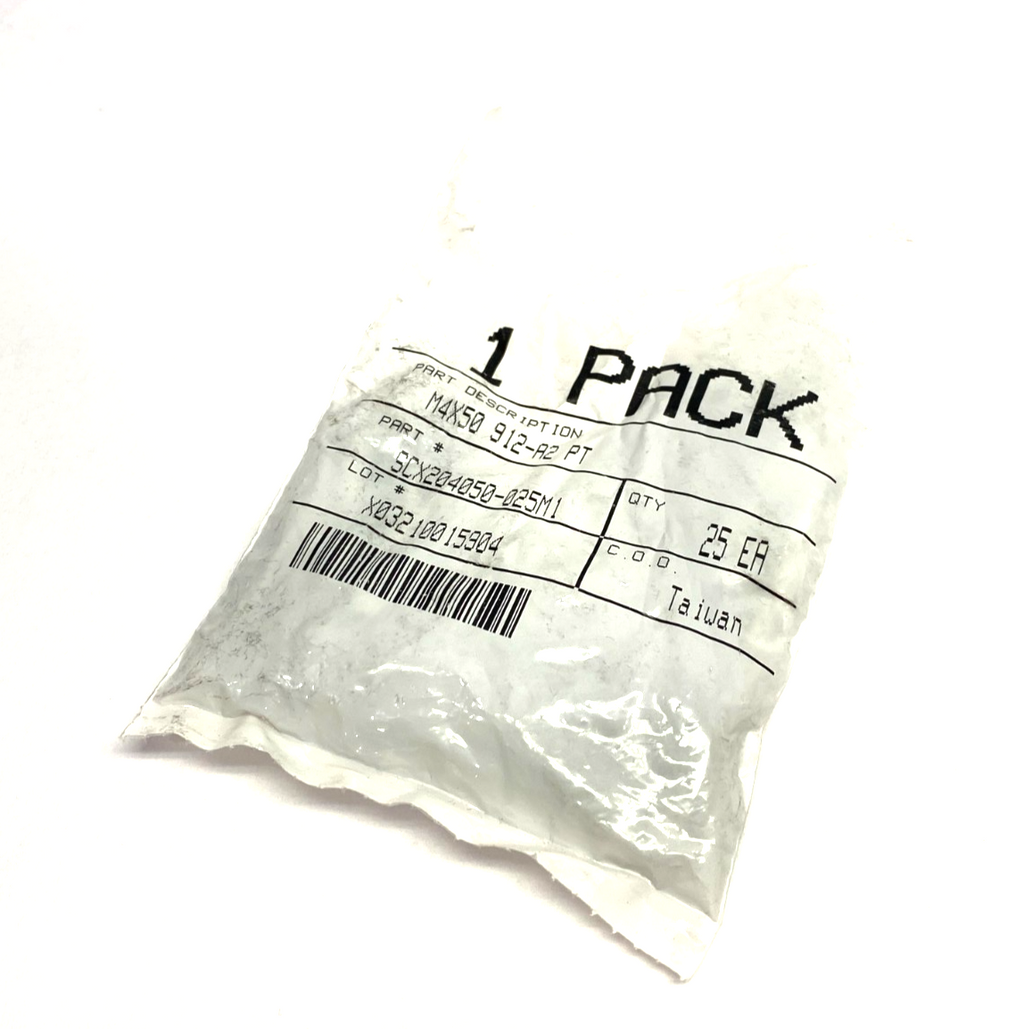 1 PACK
PART DESCRIPTION
M4X50 912-A2 PT
PART #
SCX204050-025M1
QTY
25 EA
LOT #
X03210015904
C.O.O.
Taiwan